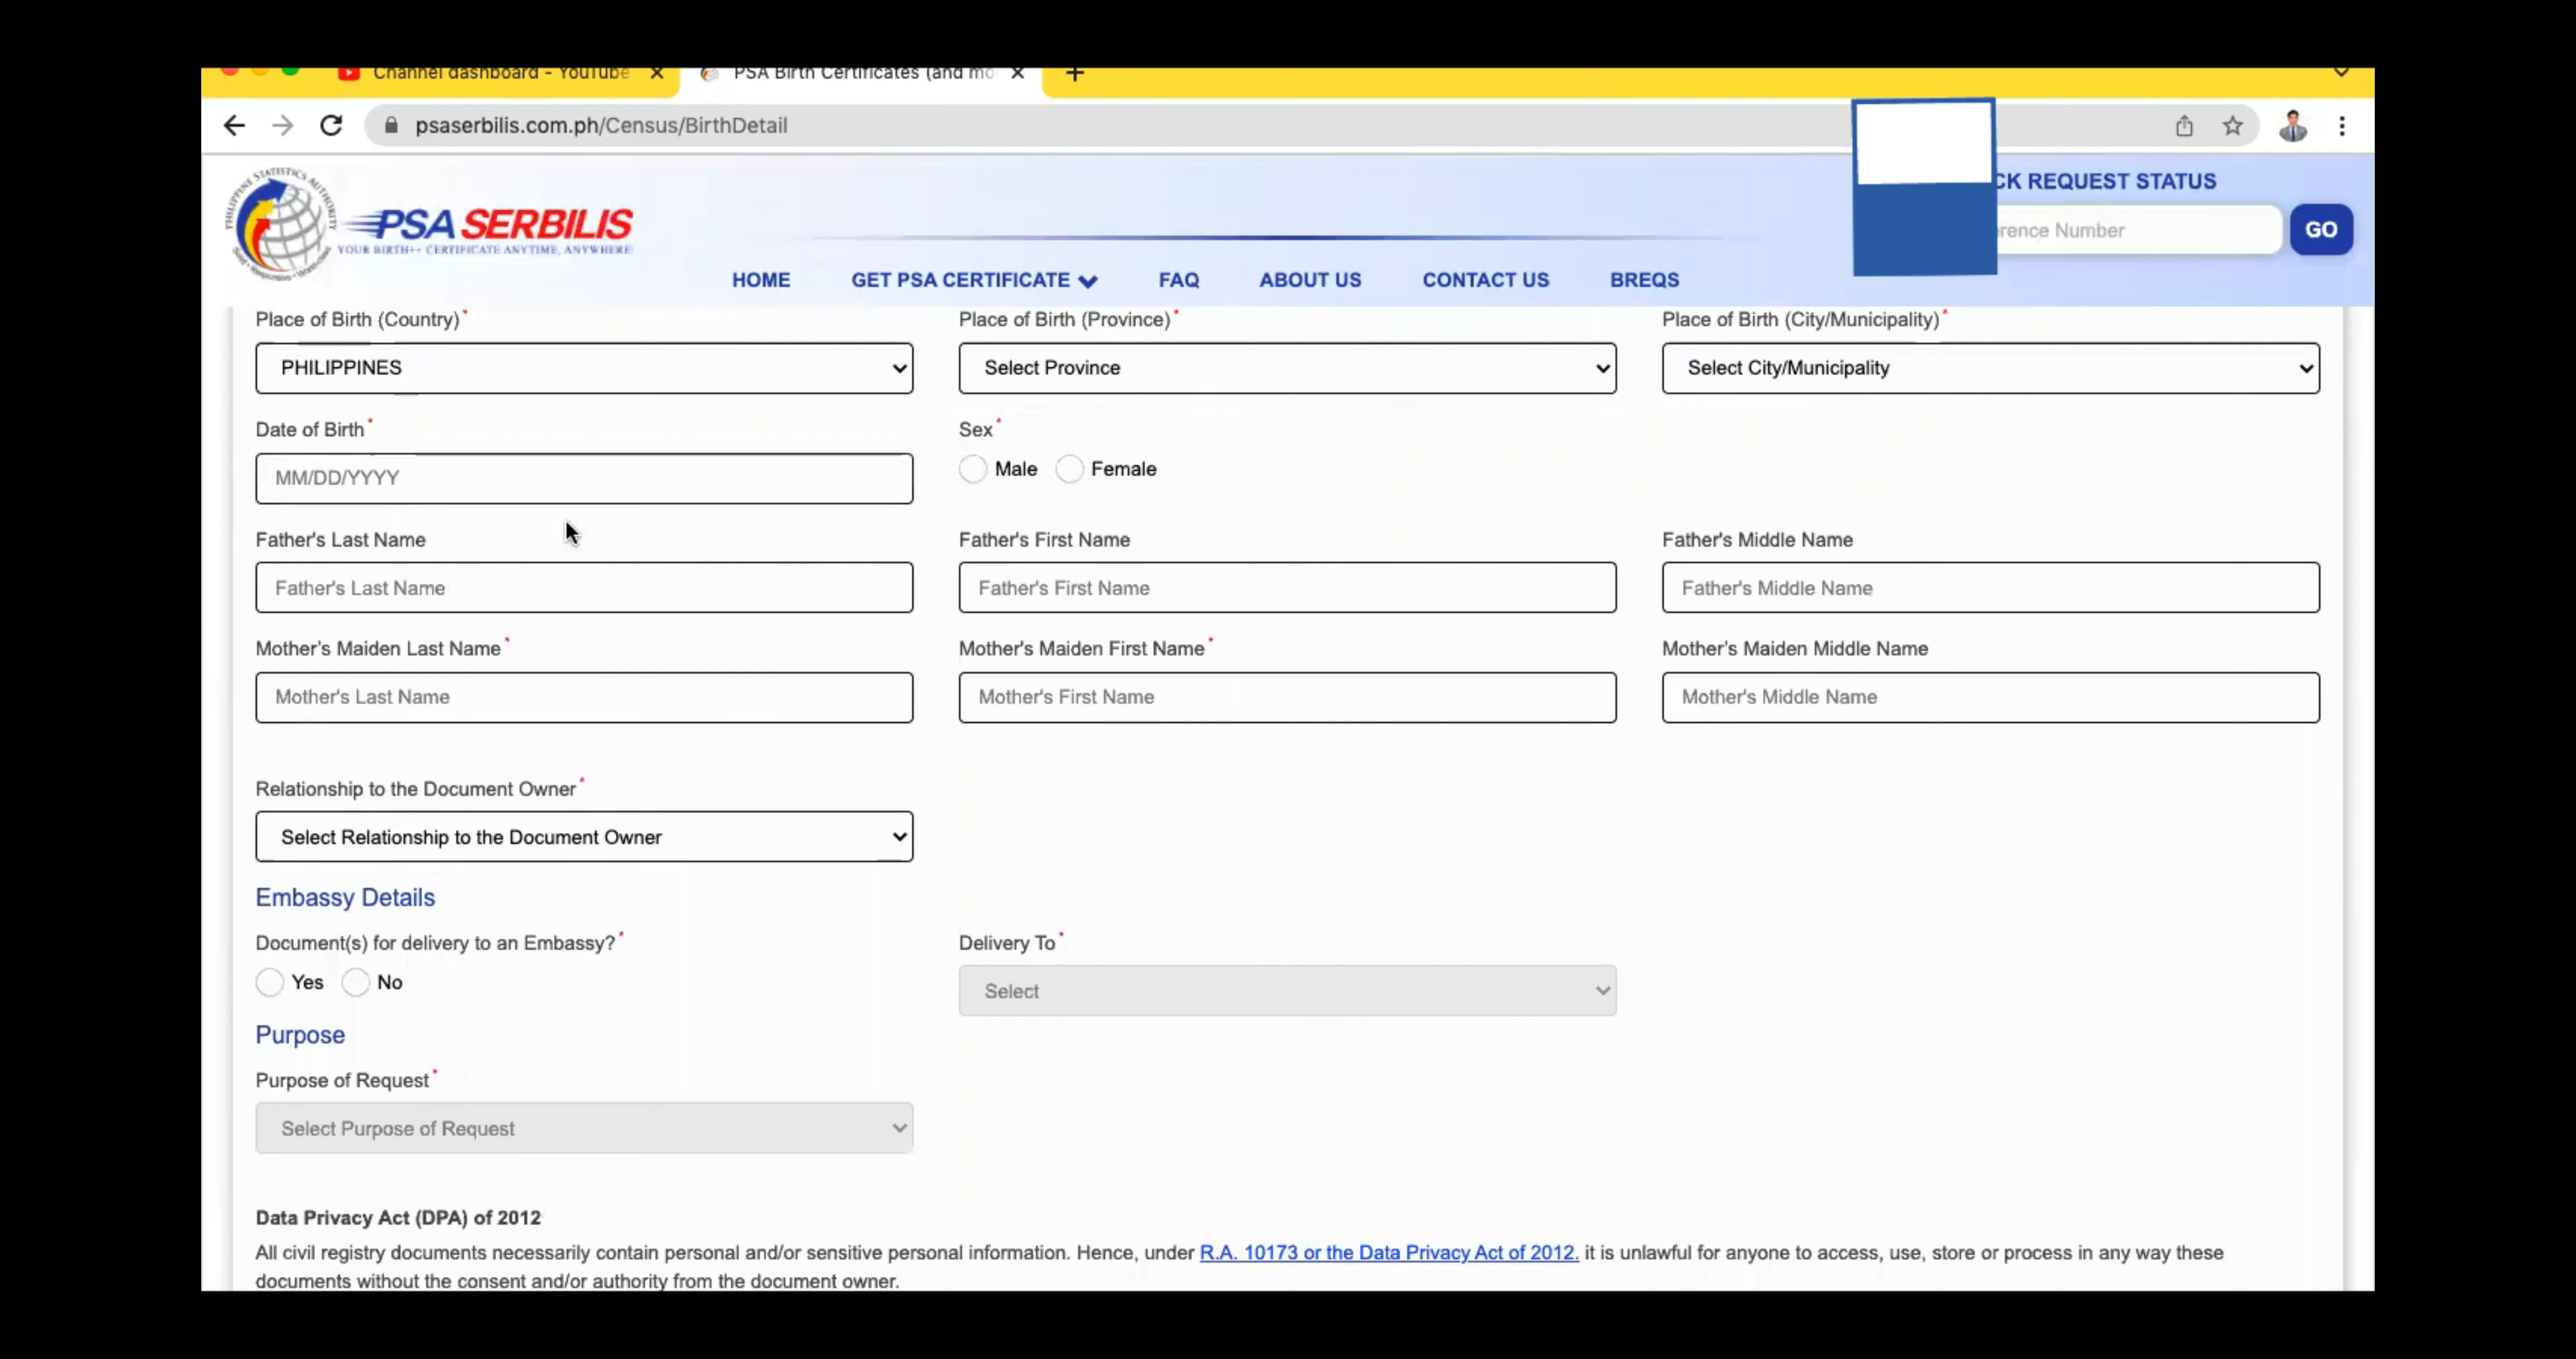 Channel dashboard - YouTube
PSA Birth Certificates (and mo
psaserbilis.com.ph/Census/BirthDetail
PHILIPPINE STATISTICS AUTHORITY
PSA SERBILIS
YOUR BIRTH++ CERTIFICATE ANYTIME, ANYWHERE!
CK REQUEST STATUS
rence Number
GO
HOME GET PSA CERTIFICATE FAQ ABOUT US CONTACT US BREQS
Place of Birth (Country)* Place of Birth (Province)* Place of Birth (City/Municipality)*
PHILIPPINES Select Province Select City/Municipality
Date of Birth* Sex*
MM/DD/YYYY Male Female
Father's Last Name Father's First Name Father's Middle Name
Father's Last Name Father's First Name Father's Middle Name
Mother's Maiden Last Name* Mother's Maiden First Name* Mother's Maiden Middle Name
Mother's Last Name Mother's First Name Mother's Middle Name
Relationship to the Document Owner*
Select Relationship to the Document Owner
Embassy Details
Document(s) for delivery to an Embassy?* Delivery To*
Yes No Select
Purpose
Purpose of Request*
Select Purpose of Request
Data Privacy Act (DPA) of 2012
All civil registry documents necessarily contain personal and/or sensitive personal information. Hence, under R.A. 10173 or the Data Privacy Act of 2012. it is unlawful for anyone to access, use, store or process in any way these
documents without the consent and/or authority from the document owner.